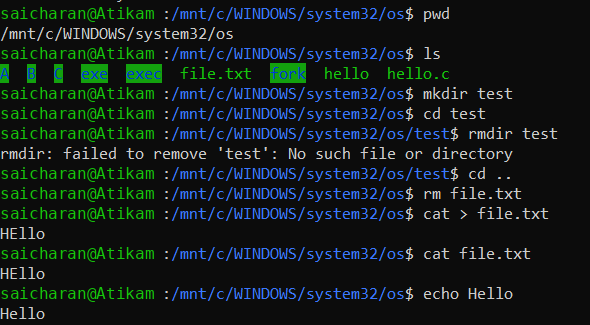 saicharan@Atikam :/mnt/c/WINDOWS/system32/os$ pwd
/mnt/c/WINDOWS/system32/os
saicharan@Atikam :/mnt/c/WINDOWS/system32/os$ ls
A  B  C  exe  exec  file.txt  fork  hello  hello.c
saicharan@Atikam :/mnt/c/WINDOWS/system32/os$ mkdir test
saicharan@Atikam :/mnt/c/WINDOWS/system32/os$ cd test
saicharan@Atikam :/mnt/c/WINDOWS/system32/os/test$ rmdir test
rmdir: failed to remove 'test': No such file or directory
saicharan@Atikam :/mnt/c/WINDOWS/system32/os/test$ cd ..
saicharan@Atikam :/mnt/c/WINDOWS/system32/os$ rm file.txt
saicharan@Atikam :/mnt/c/WINDOWS/system32/os$ cat > file.txt
HEllo
saicharan@Atikam :/mnt/c/WINDOWS/system32/os$ cat file.txt
HEllo
saicharan@Atikam :/mnt/c/WINDOWS/system32/os$ echo Hello
Hello